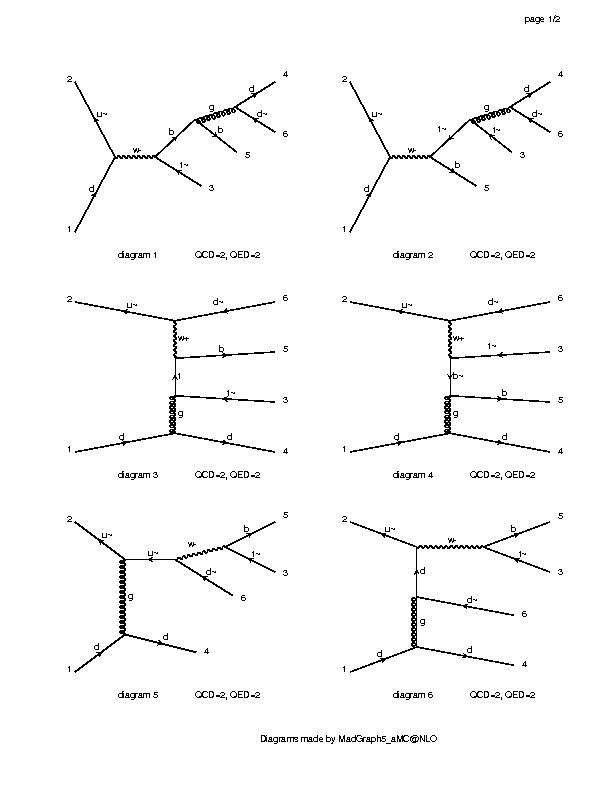 page 1/2
2 4
d
g
u~ d~
b 6
w- b
5
d t~
3
1
diagram 1 QCD=2, QED=2
2 4
d
g
u~ d~
t~ 6
w- t~
3
d b
5
1
diagram 2 QCD=2, QED=2
2 6
u~ d~
w+ b 5
t
t~ 3
g
d d
1 4
diagram 3 QCD=2, QED=2
2 6
u~ d~
w+ t~ 3
b~
b 5
g
d d
1 4
diagram 4 QCD=2, QED=2
2 5
b
u~ w-
u~ t~
d~ 3
g 6
d d
4
1
diagram 5 QCD=2, QED=2
2 5
u~ b
w-
t~
d 3
d~
g 6
d d
1 4
diagram 6 QCD=2, QED=2
Diagrams made by MadGraph5_aMC@NLO